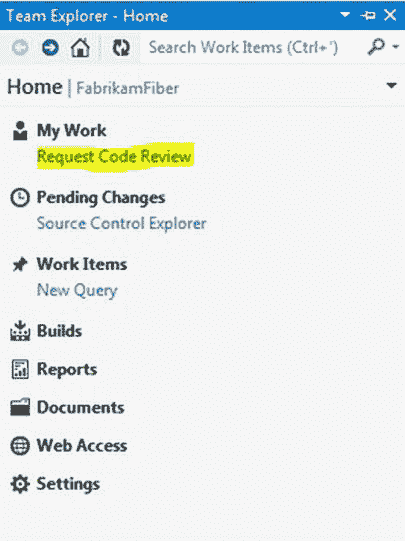 Team Explorer - Home
Search Work Items (Ctrl+')
Home | FabrikamFiber
My Work
Request Code Review
Pending Changes
Source Control Explorer
Work Items
New Query
Builds
Reports
Documents
Web Access
Settings